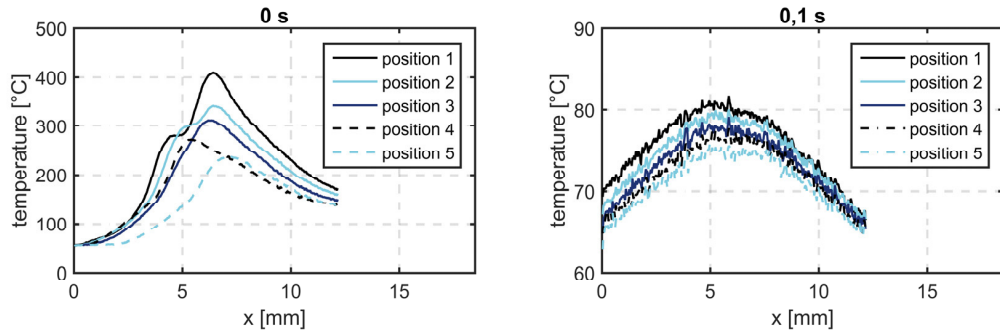 0 s
500
400
300
200
100
0
temperature [°C]
position 1
position 2
position 3
position 4
position 5
0
5
10
15
x [mm]
0,1 s
90
80
70
60
temperature [°C]
position 1
position 2
position 3
position 4
position 5
0
5
10
15
x [mm]